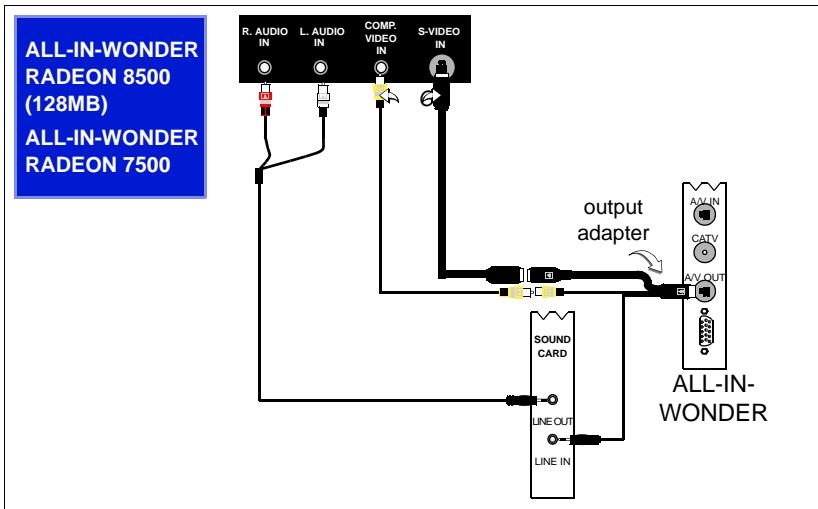 ALL-IN-WONDER
RADEON 8500
(128MB)
ALL-IN-WONDER
RADEON 7500
R. AUDIO
IN
L. AUDIO
IN
COMP.
VIDEO
IN
S-VIDEO
IN
output
adapter
A/V IN
CATV
A/V OUT
ALL-IN-
WONDER
SOUND
CARD
LINE OUT
LINE IN